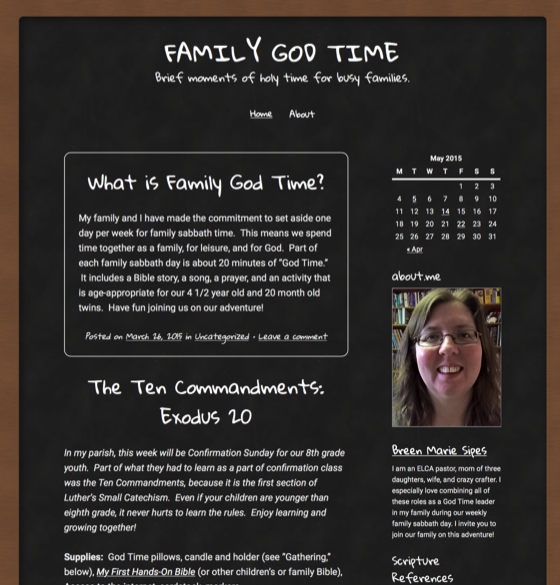 FAMILY GOD TIME
Brief moments of holy time for busy families.
Home About
What is Family God Time?
My family and I have made the commitment to set aside one
day per week for family sabbath time. This means we spend
time together as a family, for leisure, and for God. Part of
each family sabbath day is about 20 minutes of "God Time."
It includes a Bible story, a song, a prayer, and an activity that
is age-appropriate for our 4 1/2 year old and 20 month old
twins. Have fun joining us on our adventure!
Posted on March 26, 2015 in Uncategorized • Leave a comment
The Ten Commandments:
Exodus 20
In my parish, this week will be Confirmation Sunday for our 8th grade
youth. Part of what they had to learn as a part of confirmation class
was the Ten Commandments, because it is the first section of
Luther's Small Catechism. Even if your children are younger than
eighth grade, it never hurts to learn the rules. Enjoy learning and
growing together!
Supplies: God Time pillows, candle and holder (see "Gathering,"
below), My First Hands-On Bible (or other children's or family Bible),
May 2015
M T W T F S S
1 2 3
4 5 6 7 8 9 10
11 12 13 14 15 16 17
18 19 20 21 22 23 24
25 26 27 28 29 30 31
« Apr
about.me
Breen Marie Sipes
I am an ELCA pastor, mom of three
daughters, wife, and crazy crafter. I
especially love combining all of
these roles as a God Time leader
in my family during our weekly
family sabbath day. I invite you to
join our family on this adventure!
Scripture
References